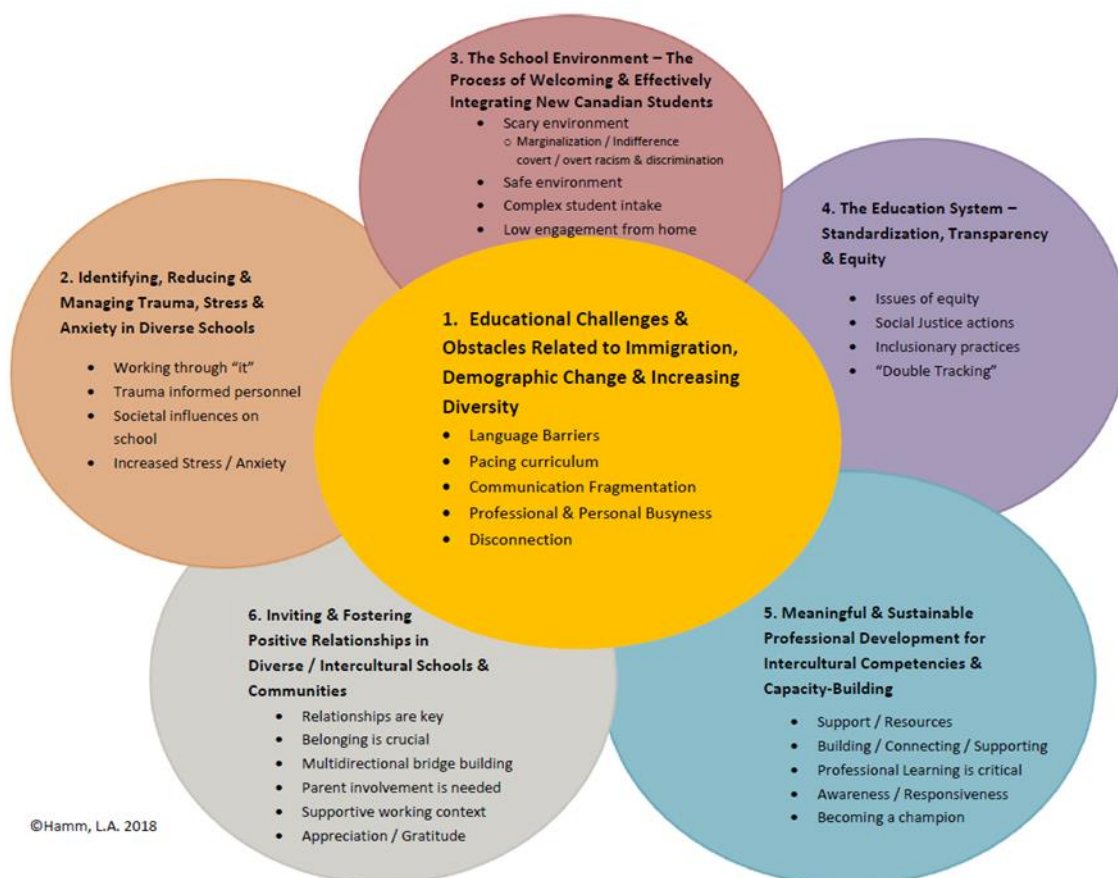 3. The School Environment – The
Process of Welcoming & Effectively
Integrating New Canadian Students
• Scary environment
o Marginalization / Indifference
covert / overt racism & discrimination
• Safe environment
• Complex student intake
• Low engagement from home
4. The Education System –
Standardization, Transparency
& Equity
• Issues of equity
• Social Justice actions
• Inclusionary practices
• “Double Tracking”
2. Identifying, Reducing &
Managing Trauma, Stress &
Anxiety in Diverse Schools
• Working through “it”
• Trauma informed personnel
• Societal influences on
school
• Increased Stress / Anxiety
1. Educational Challenges &
Obstacles Related to Immigration,
Demographic Change & Increasing
Diversity
• Language Barriers
• Pacing curriculum
• Communication Fragmentation
• Professional & Personal Busyness
• Disconnection
6. Inviting & Fostering
Positive Relationships in
Diverse / Intercultural Schools &
Communities
• Relationships are key
• Belonging is crucial
• Multidirectional bridge building
• Parent involvement is needed
• Supportive working context
• Appreciation / Gratitude
5. Meaningful & Sustainable
Professional Development for
Intercultural Competencies &
Capacity-Building
• Support / Resources
• Building / Connecting / Supporting
• Professional Learning is critical
• Awareness / Responsiveness
• Becoming a champion
©Hamm, L.A. 2018